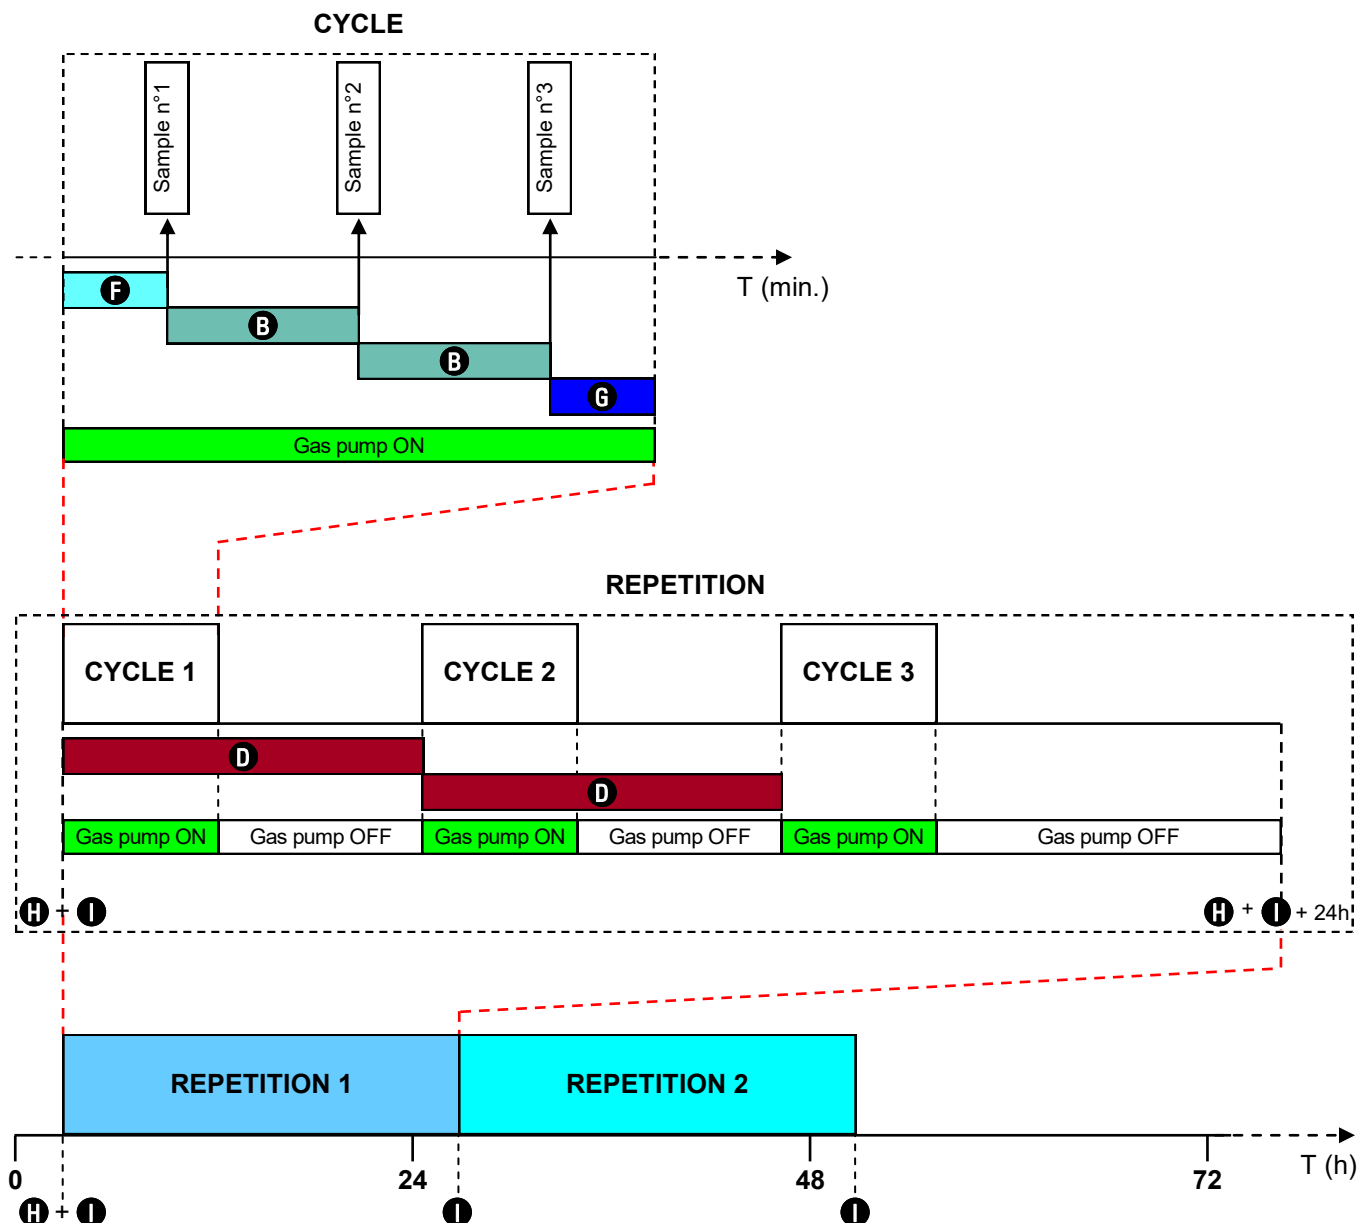 CYCLE
Sample n°1
Sample n°2
Sample n°3
T (min.)
F
B
B
G
Gas pump ON
REPETITION
CYCLE 1
CYCLE 2
CYCLE 3
D
D
Gas pump ON
Gas pump OFF
Gas pump ON
Gas pump OFF
Gas pump ON
Gas pump OFF
H + I
H + I + 24h
REPETITION 1
REPETITION 2
0
24
48
72
T (h)
H + I
I
I